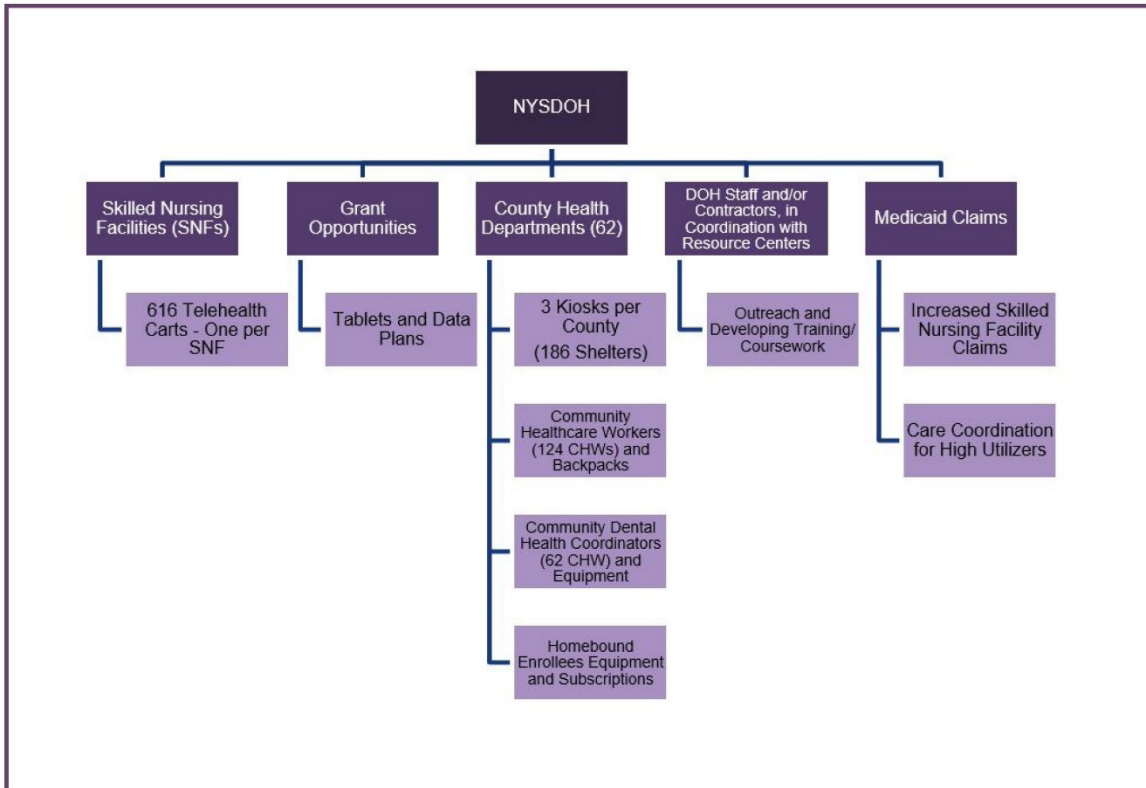 NYSDOH
Skilled Nursing
Facilities (SNFs)
616 Telehealth
Carts - One per
SNF
Grant
Opportunities
Tablets and Data
Plans
County Health
Departments (62)
3 Kiosks per
County
(186 Shelters)
Community
Healthcare Workers
(124 CHWs) and
Backpacks
Community Dental
Health Coordinators
(62 CHW) and
Equipment
Homebound
Enrollees Equipment
and Subscriptions
DOH Staff and/or
Contractors, in
Coordination with
Resource Centers
Outreach and
Developing Training/
Coursework
Medicaid Claims
Increased Skilled
Nursing Facility
Claims
Care Coordination
for High Utilizers